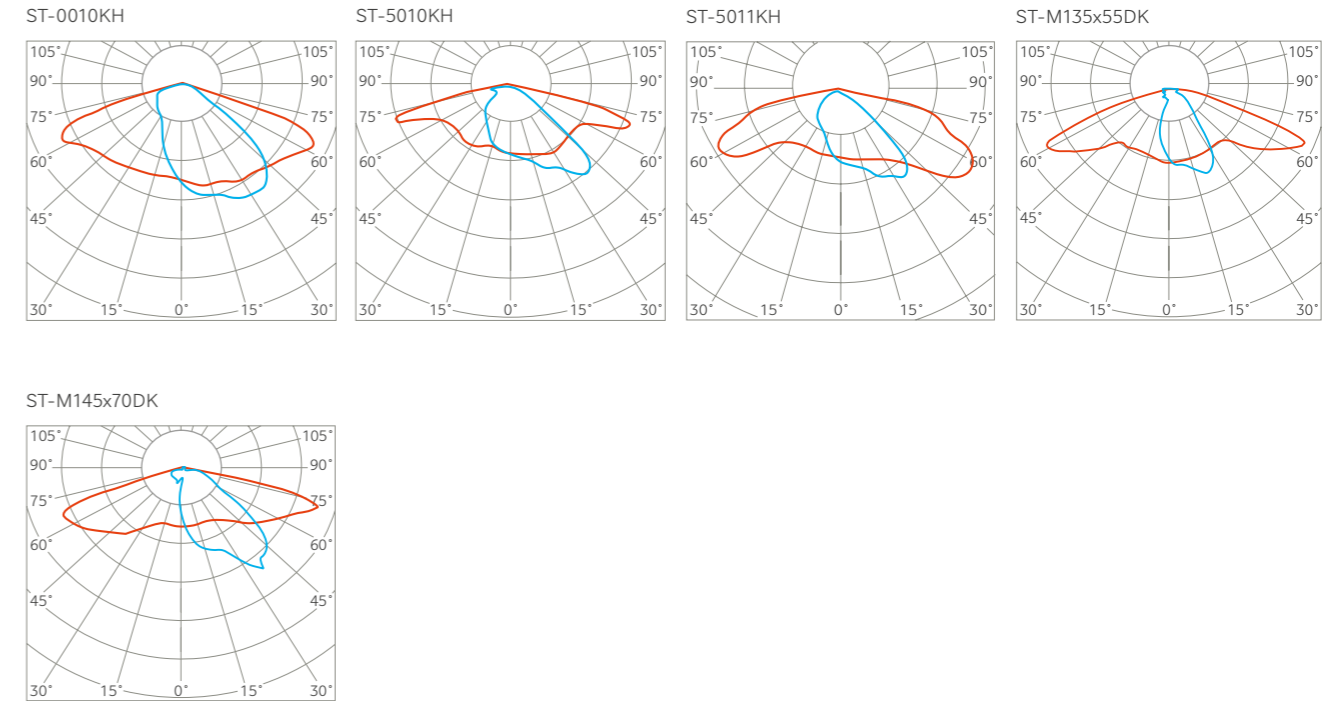 ST-0010KH ST-5010KH ST-5011KH ST-M135x55DK
105° 105° 105° 105° 105° 105° 105° 105°
90° 90° 90° 90° 90° 90° 90° 90°
75° 75° 75° 75° 75° 75° 75° 75°
60° 60° 60° 60° 60° 60° 60° 60°
45° 45° 45° 45° 45° 45° 45° 45°
30° 15° 0° 15° 30° 30° 15° 0° 15° 30° 30° 15° 0° 15° 30° 30° 15° 0° 15° 30°
ST-M145x70DK
105° 105°
90° 90°
75° 75°
60° 60°
45° 45°
30° 15° 0° 15° 30°